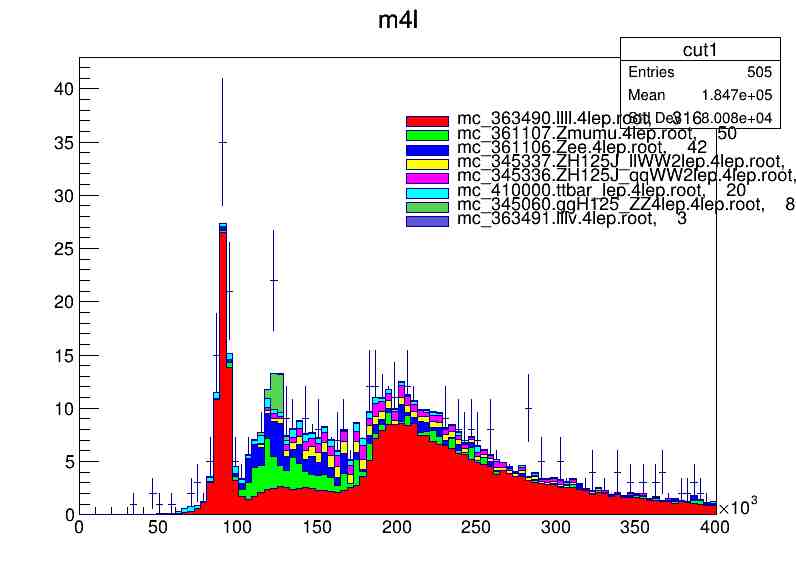 m4l
cut1
Entries 505
Mean 1.847e+05
Std Dev 8.008e+04
mc_363490.llll.4lep.root, 316
mc_361107.Zmumu.4lep.root, 50
mc_361106.Zee.4lep.root, 42
mc_345337.ZH125J_llWW2lep.4lep.root,
mc_345336.ZH125J_qqWW2lep.4lep.root,
mc_410000.ttbar_lep.4lep.root, 20
mc_345060.ggH125_ZZ4lep.4lep.root, 8
mc_363491.lllv.4lep.root, 3
40
35
30
25
20
15
10
5
0
0 50 100 150 200 250 300 350 400
×10³